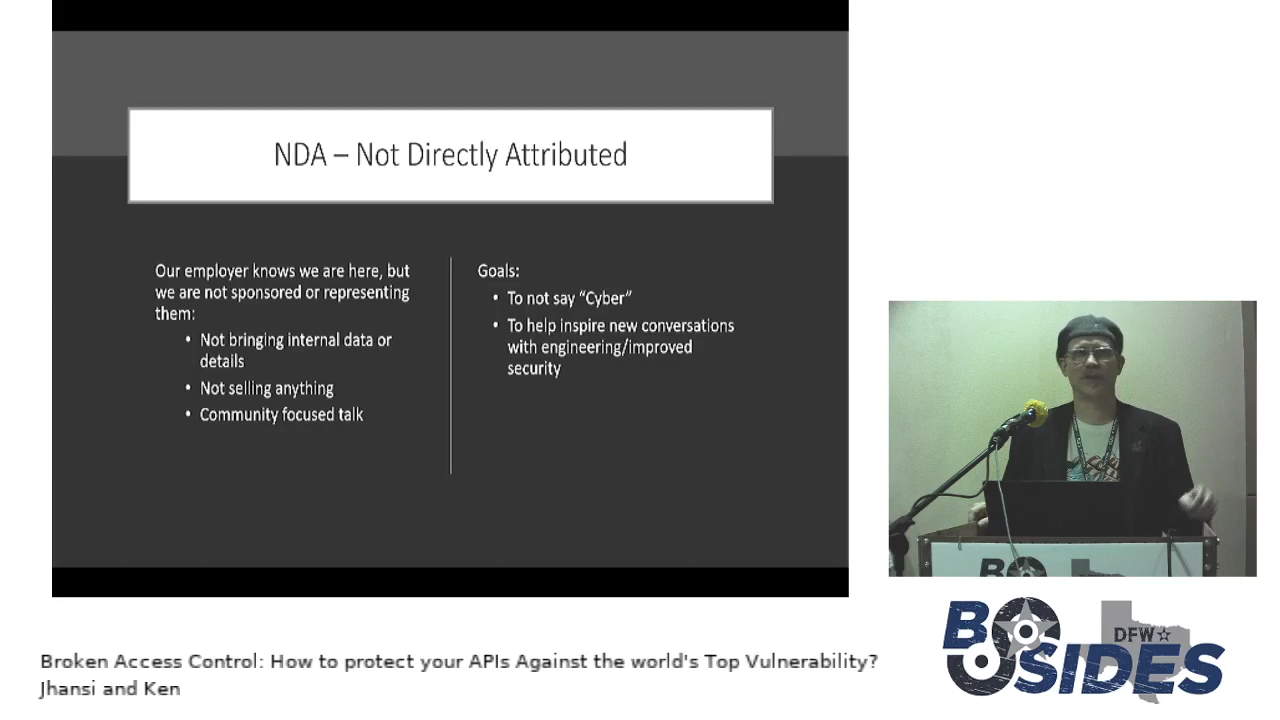 NDA – Not Directly Attributed
Our employer knows we are here, but
we are not sponsored or representing
them:
• Not bringing internal data or
details
• Not selling anything
• Community focused talk
Goals:
• To not say “Cyber”
• To help inspire new conversations
with engineering/improved
security
B
DFW
SIDES
Broken Access Control: How to protect your APIs Against the world's Top Vulnerability?
Jhansi and Ken